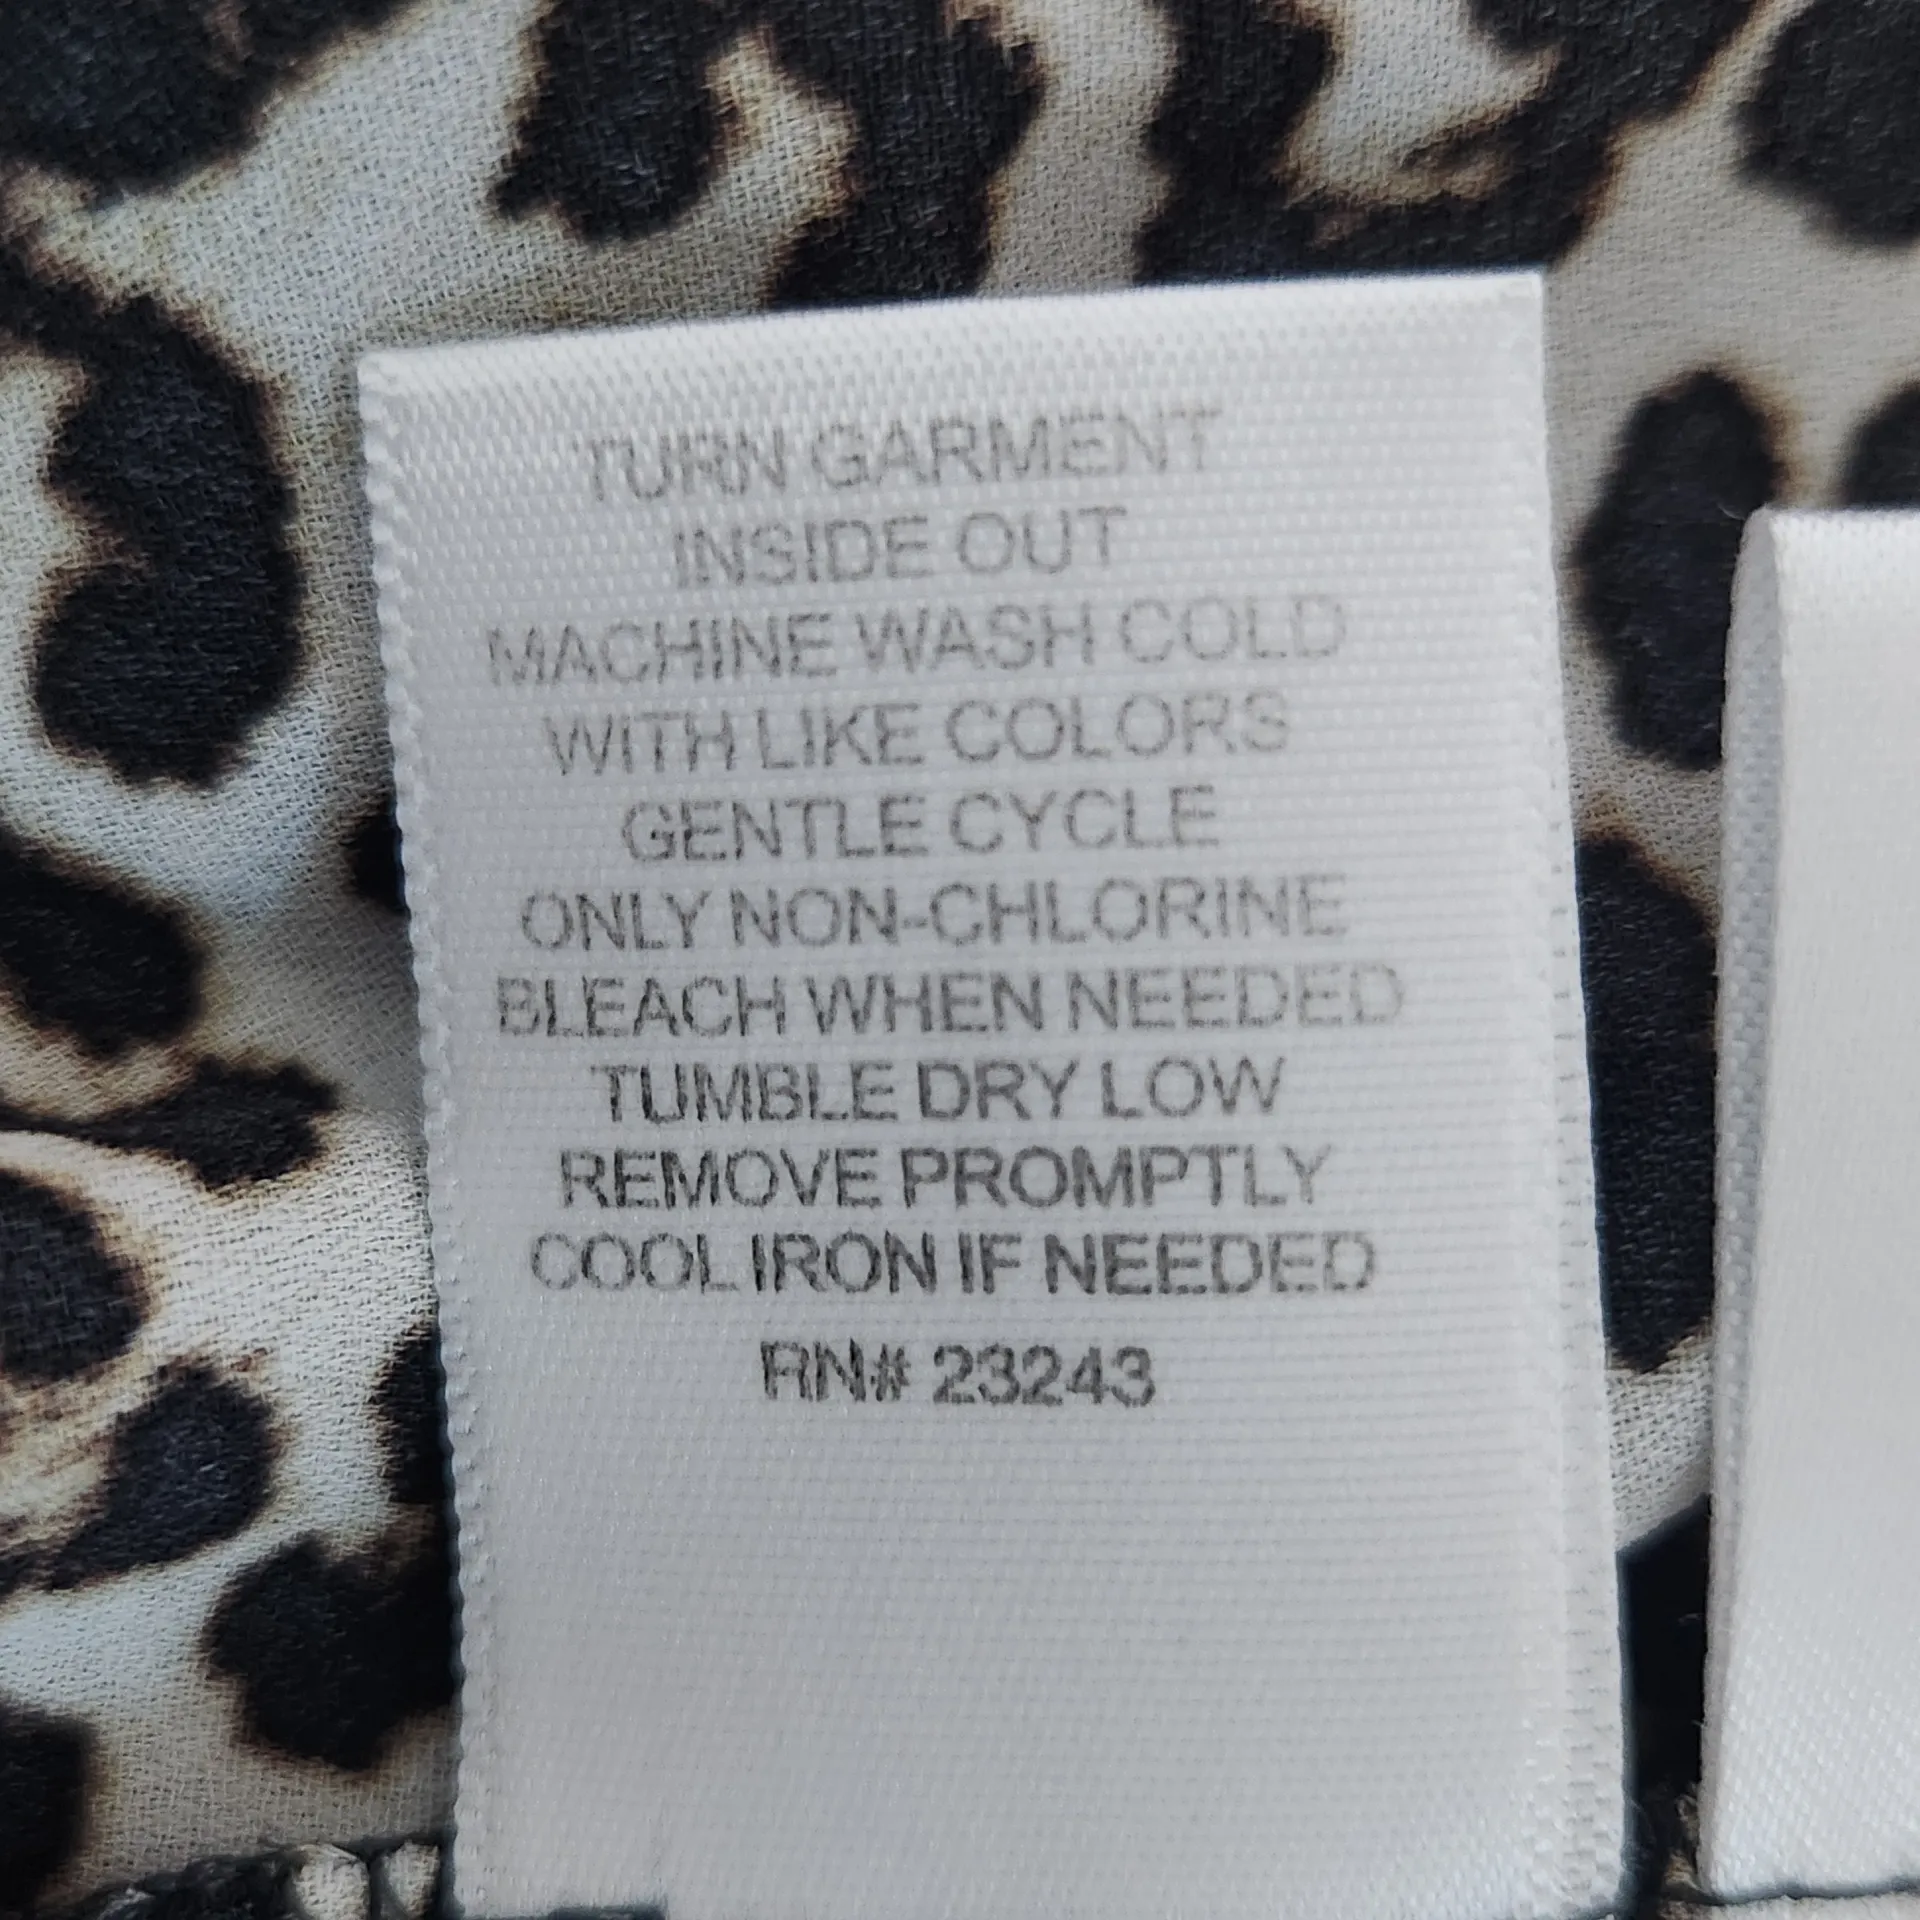 TURN GARMENT
INSIDE OUT
MACHINE WASH COLD
WITH LIKE COLORS
GENTLE CYCLE
ONLY NON-CHLORINE
BLEACH WHEN NEEDED
TUMBLE DRY LOW
REMOVE PROMPTLY
COOL IRON IF NEEDED
RN# 23243